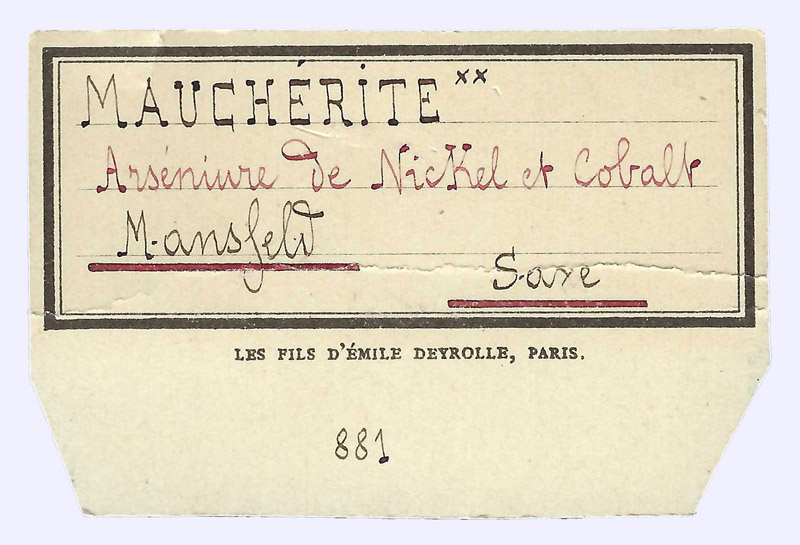 MAUCHÉRITE xx
Arséniure de Nickel et Cobalt
Mansfeld
Saxe
LES FILS D'ÉMILE DEYROLLE, PARIS.
881